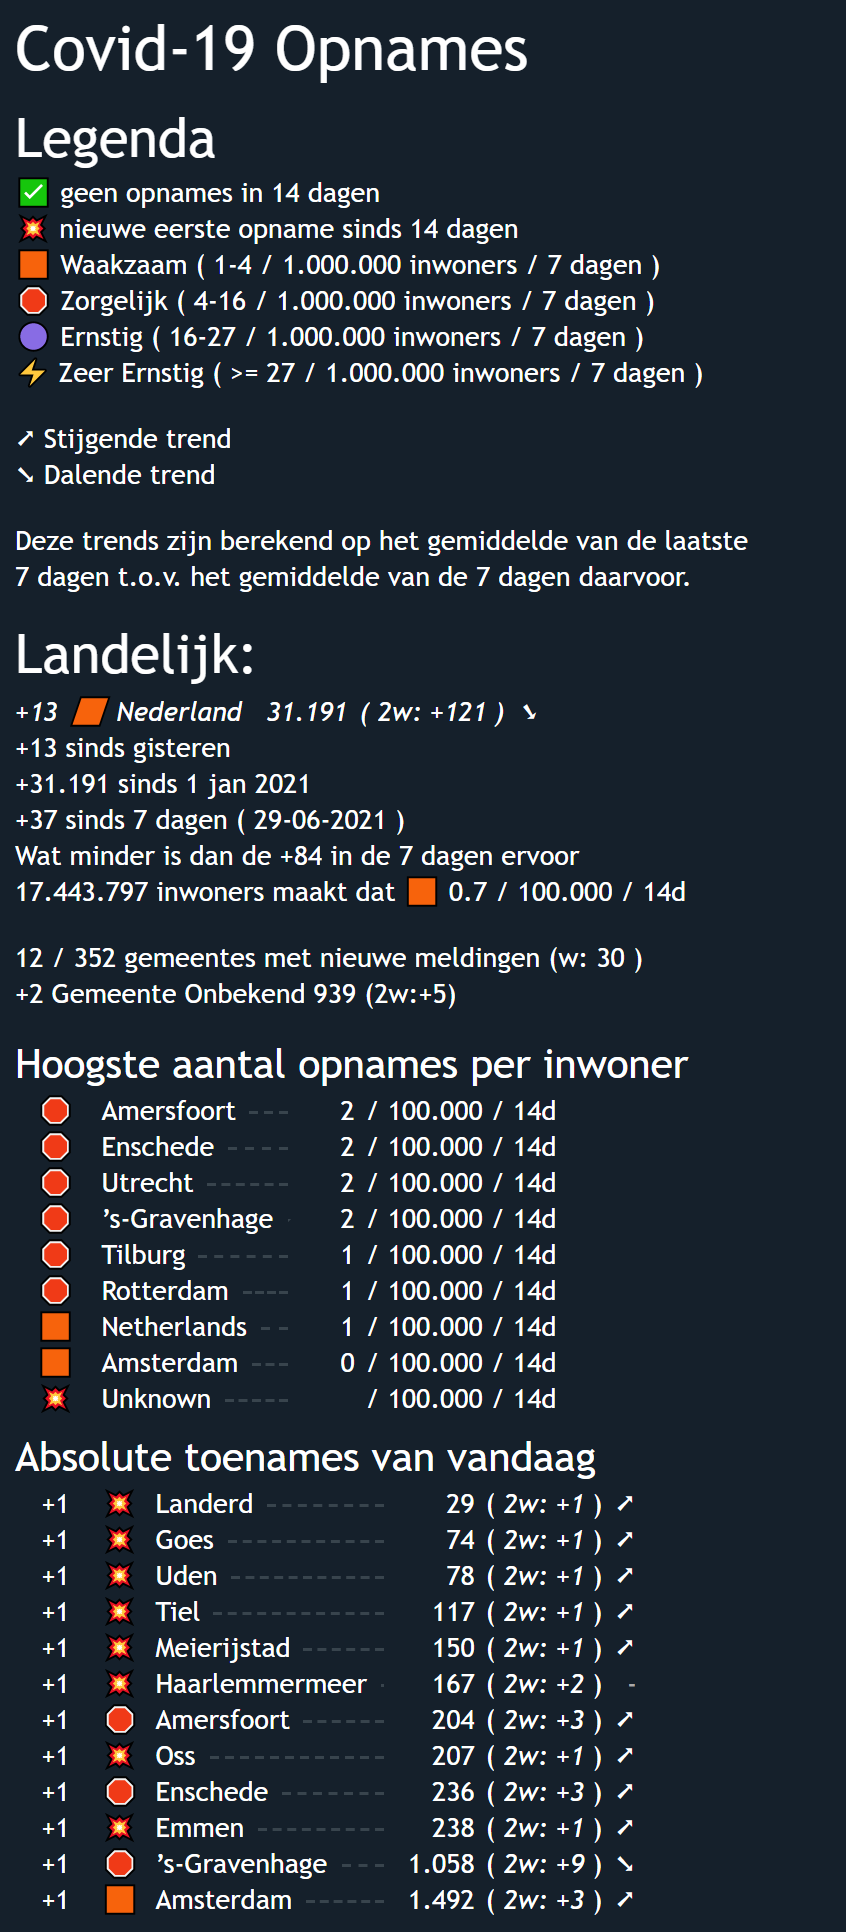 Covid-19 Opnames
Legenda
✅ geen opnames in 14 dagen
💥 nieuwe eerste opname sinds 14 dagen
🟧 Waakzaam ( 1-4 / 1.000.000 inwoners / 7 dagen )
🛑 Zorgelijk ( 4-16 / 1.000.000 inwoners / 7 dagen )
🟣 Ernstig ( 16-27 / 1.000.000 inwoners / 7 dagen )
⚡ Zeer Ernstig ( >= 27 / 1.000.000 inwoners / 7 dagen )
➚ Stijgende trend
➘ Dalende trend
Deze trends zijn berekend op het gemiddelde van de laatste
7 dagen t.o.v. het gemiddelde van de 7 dagen daarvoor.
Landelijk:
+13 🟧 Nederland 31.191 ( 2w: +121 ) ➘
+13 sinds gisteren
+31.191 sinds 1 jan 2021
+37 sinds 7 dagen ( 29-06-2021 )
Wat minder is dan de +84 in de 7 dagen ervoor
17.443.797 inwoners maakt dat 🟧 0.7 / 100.000 / 14d
12 / 352 gemeentes met nieuwe meldingen (w: 30 )
+2 Gemeente Onbekend 939 (2w:+5)
Hoogste aantal opnames per inwoner
🛑 Amersfoort --- 2 / 100.000 / 14d
🛑 Enschede ---- 2 / 100.000 / 14d
🛑 Utrecht ------ 2 / 100.000 / 14d
🛑 ’s-Gravenhage - 2 / 100.000 / 14d
🛑 Tilburg ------ 1 / 100.000 / 14d
🛑 Rotterdam ---- 1 / 100.000 / 14d
🟧 Netherlands -- 1 / 100.000 / 14d
🟧 Amsterdam --- 0 / 100.000 / 14d
💥 Unknown ----- / 100.000 / 14d
Absolute toenames van vandaag
+1 💥 Landerd -------- 29 ( 2w: +1 ) ➚
+1 💥 Goes ---------- 74 ( 2w: +1 ) ➚
+1 💥 Uden ---------- 78 ( 2w: +1 ) ➚
+1 💥 Tiel ----------- 117 ( 2w: +1 ) ➚
+1 💥 Meierijstad ------ 150 ( 2w: +1 ) ➚
+1 💥 Haarlemmermeer - 167 ( 2w: +2 ) -
+1 🛑 Amersfoort ------ 204 ( 2w: +3 ) ➚
+1 💥 Oss ----------- 207 ( 2w: +1 ) ➚
+1 🛑 Enschede ------- 236 ( 2w: +3 ) ➚
+1 💥 Emmen --------- 238 ( 2w: +1 ) ➚
+1 🛑 ’s-Gravenhage --- 1.058 ( 2w: +9 ) ➘
+1 🟧 Amsterdam ------ 1.492 ( 2w: +3 ) ➚